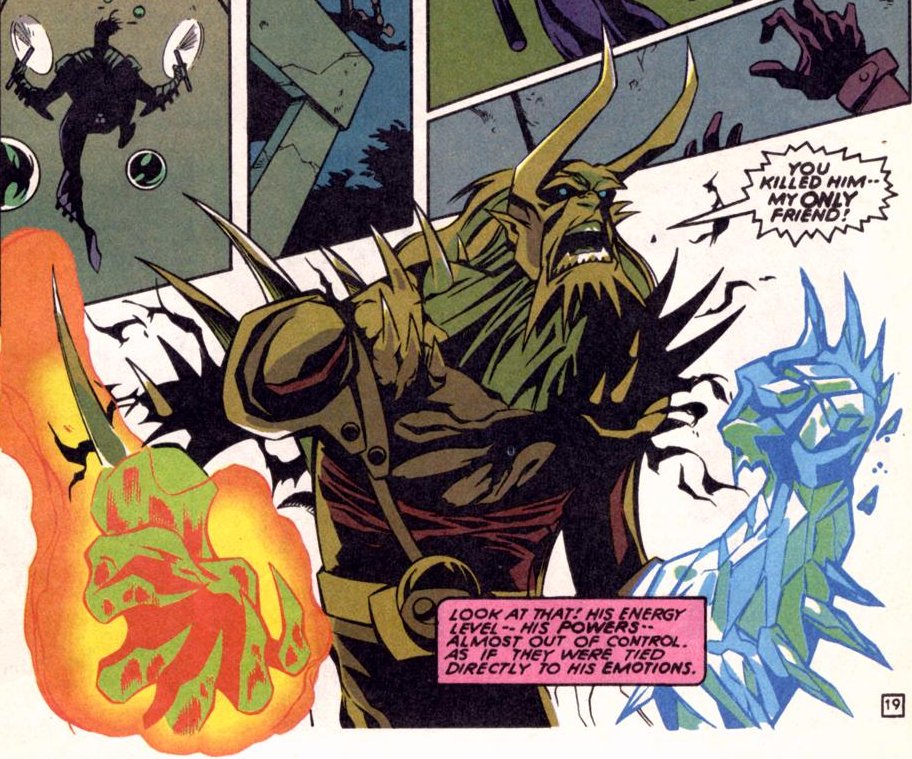 YOU
KILLED HIM--
MY ONLY
FRIEND!
LOOK AT THAT! HIS ENERGY
LEVEL-- HIS POWERS--
ALMOST OUT OF CONTROL.
AS IF THEY WERE TIED
DIRECTLY TO HIS EMOTIONS.
19